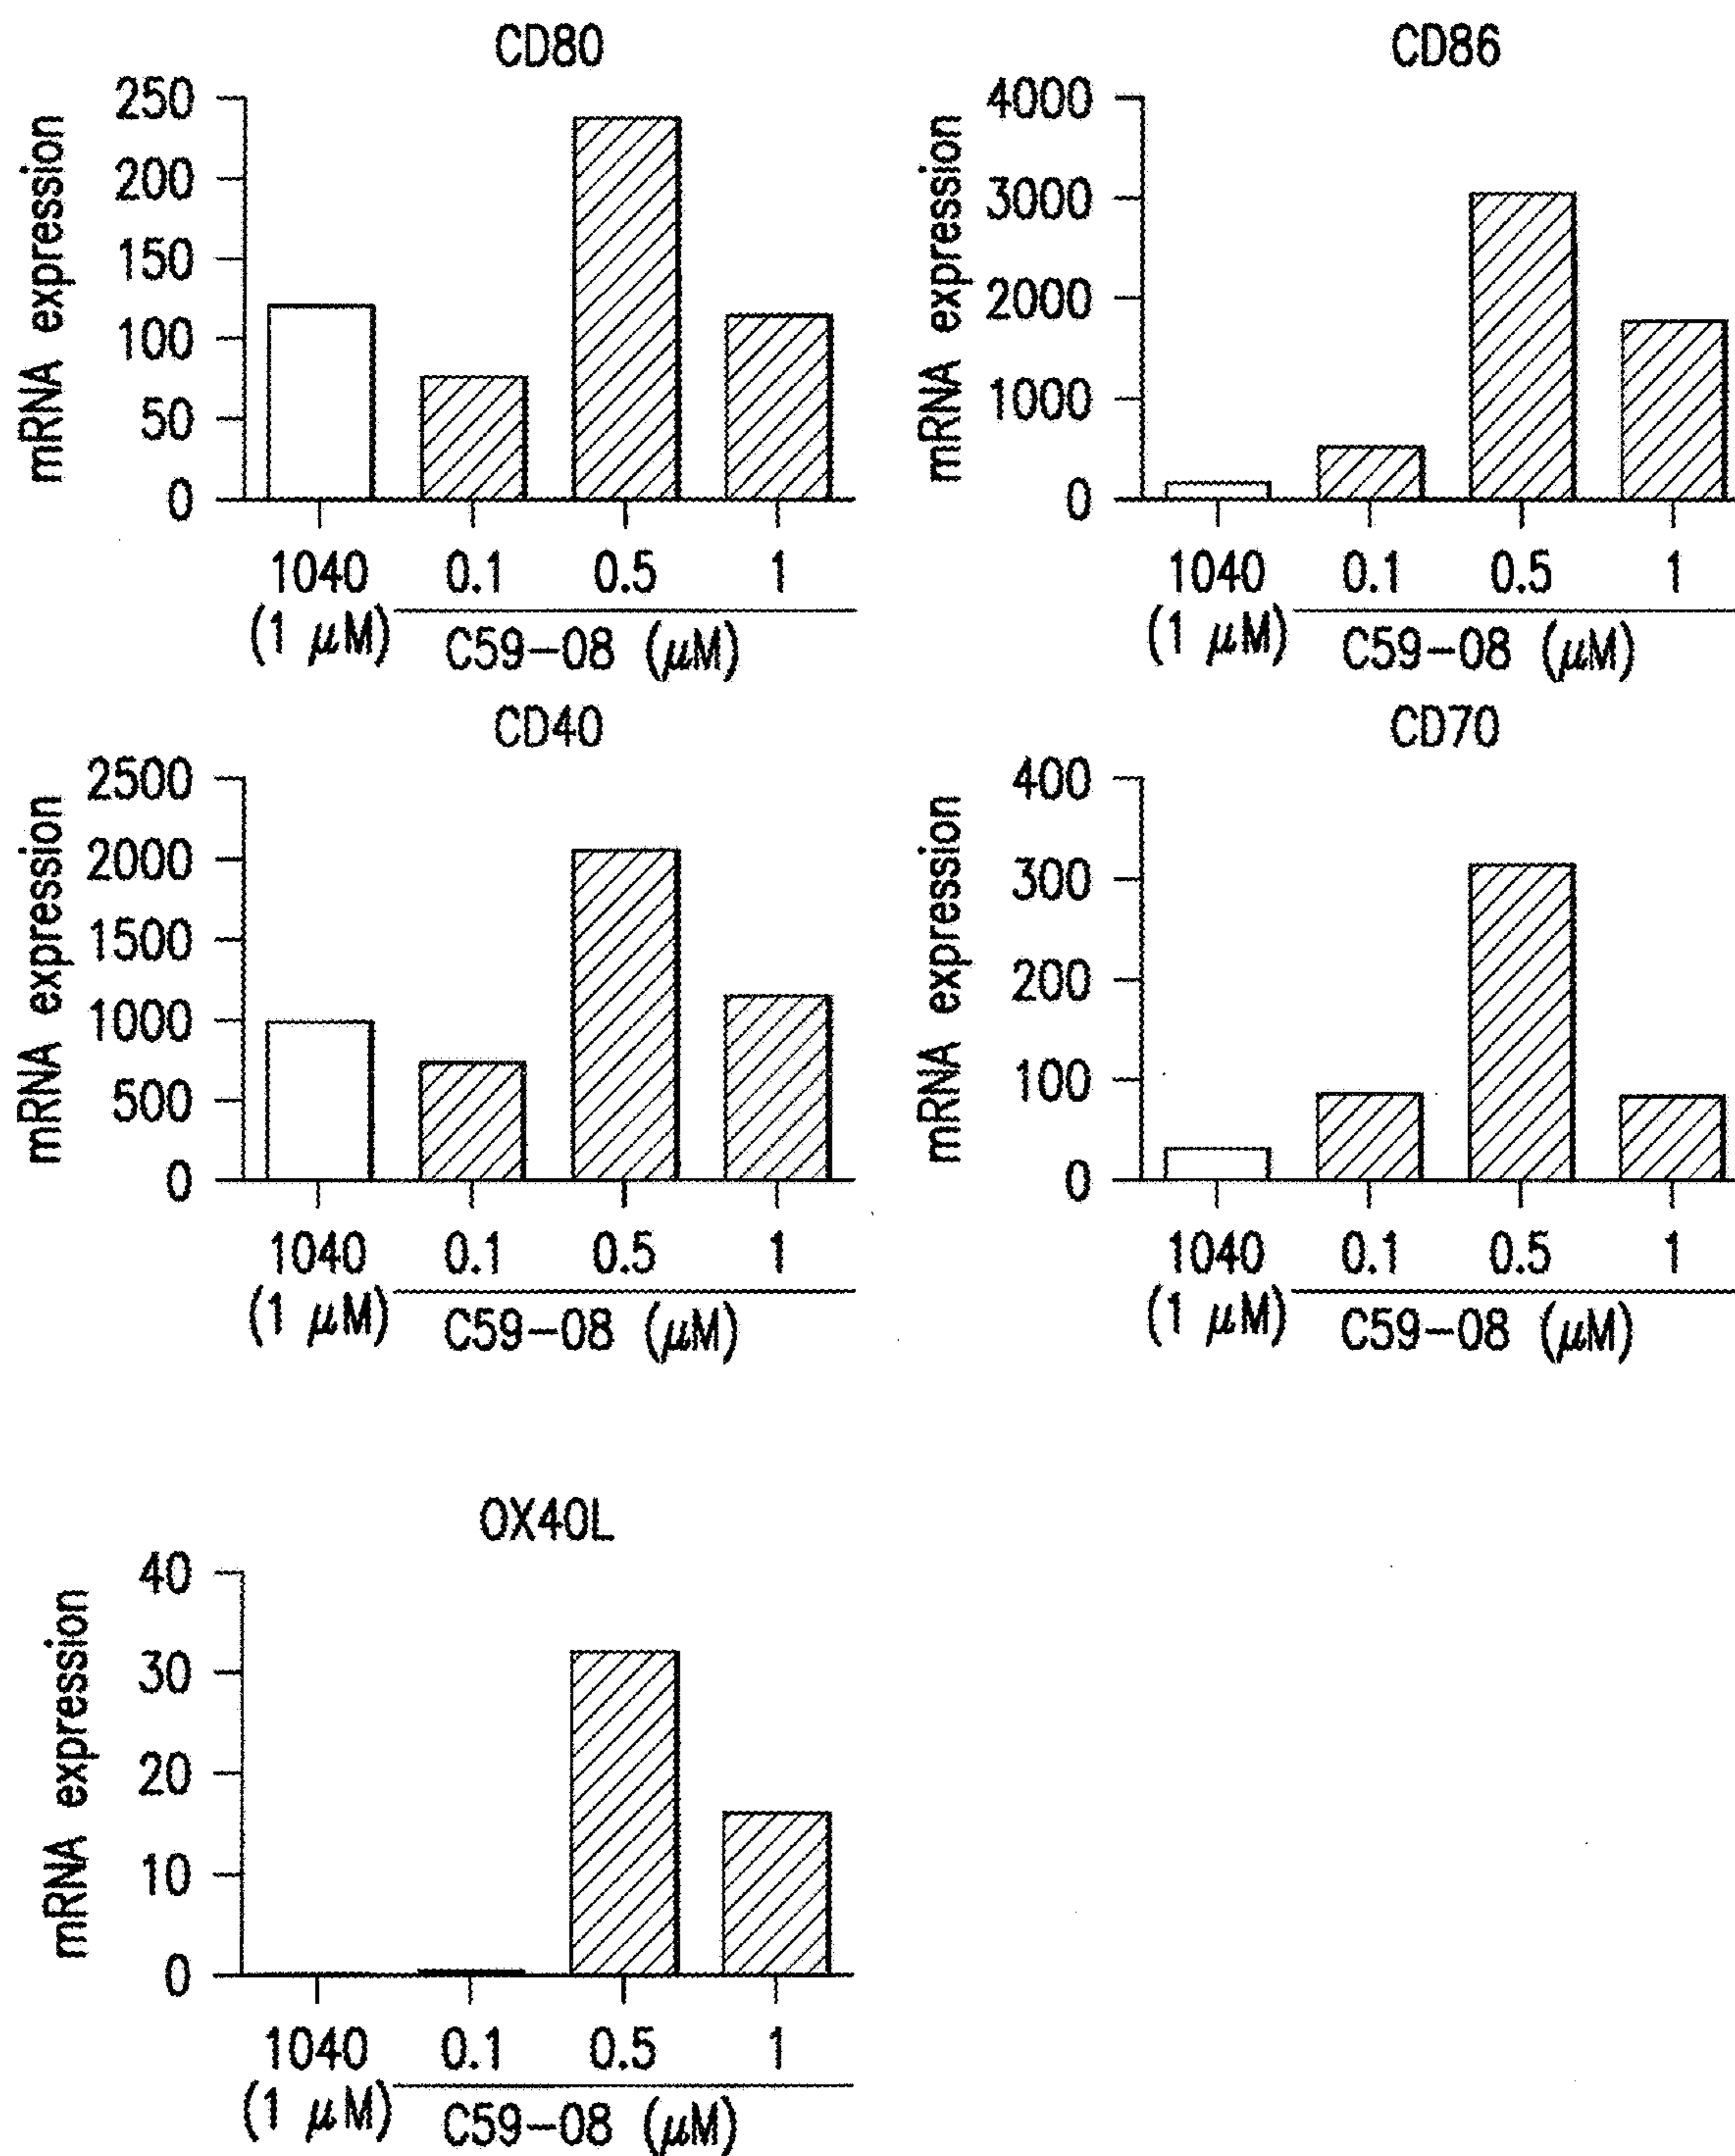 CD80
mRNA expression
250
200
150
100
50
0
1040 0.1 0.5 1
(1 μM) C59-08 (μM)
CD86
mRNA expression
4000
3000
2000
1000
0
1040 0.1 0.5 1
(1 μM) C59-08 (μM)
CD40
mRNA expression
2500
2000
1500
1000
500
0
1040 0.1 0.5 1
(1 μM) C59-08 (μM)
CD70
mRNA expression
400
300
200
100
0
1040 0.1 0.5 1
(1 μM) C59-08 (μM)
OX40L
mRNA expression
40
30
20
10
0
1040 0.1 0.5 1
(1 μM) C59-08 (μM)